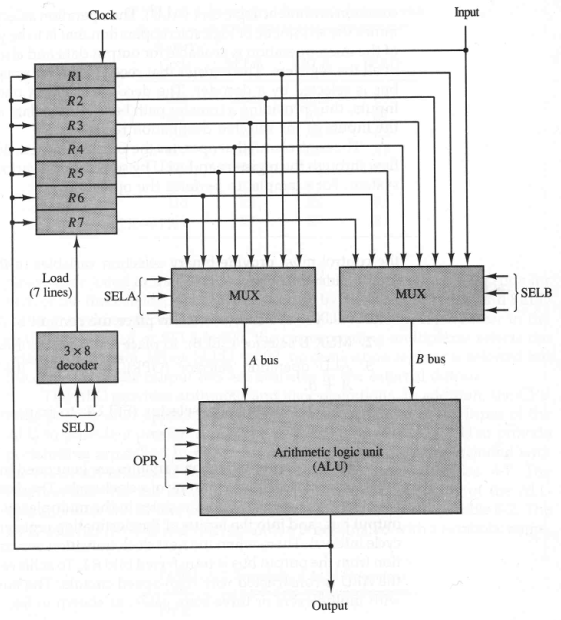 Clock
Input
R1
R2
R3
R4
R5
R6
R7
Load
(7 lines)
SELA
MUX
MUX
SELB
3 × 8
decoder
A bus
B bus
SELD
OPR
Arithmetic logic unit
(ALU)
Output